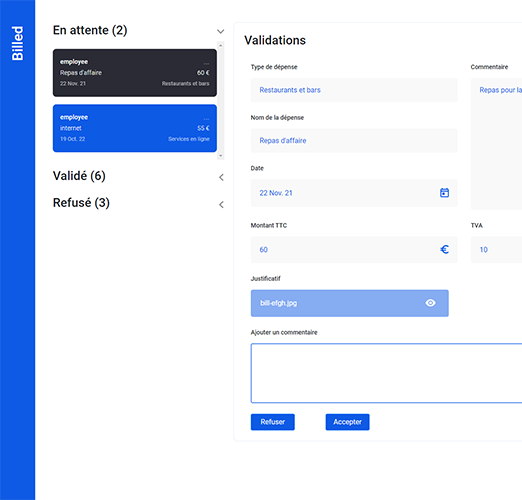 Billed
En attente (2)
employee
...
Repas d'affaire
60 €
22 Nov. 21
Restaurants et bars
employee
...
internet
55 €
19 Oct. 22
Services en ligne
Validé (6)
Refusé (3)
Validations
Type de dépense
Restaurants et bars
Nom de la dépense
Repas d'affaire
Date
22 Nov. 21
Montant TTC
60
€
Justificatif
bill-efgh.jpg
Commentaire
Repas pour la
TVA
10
Ajouter un commentaire
Refuser
Accepter